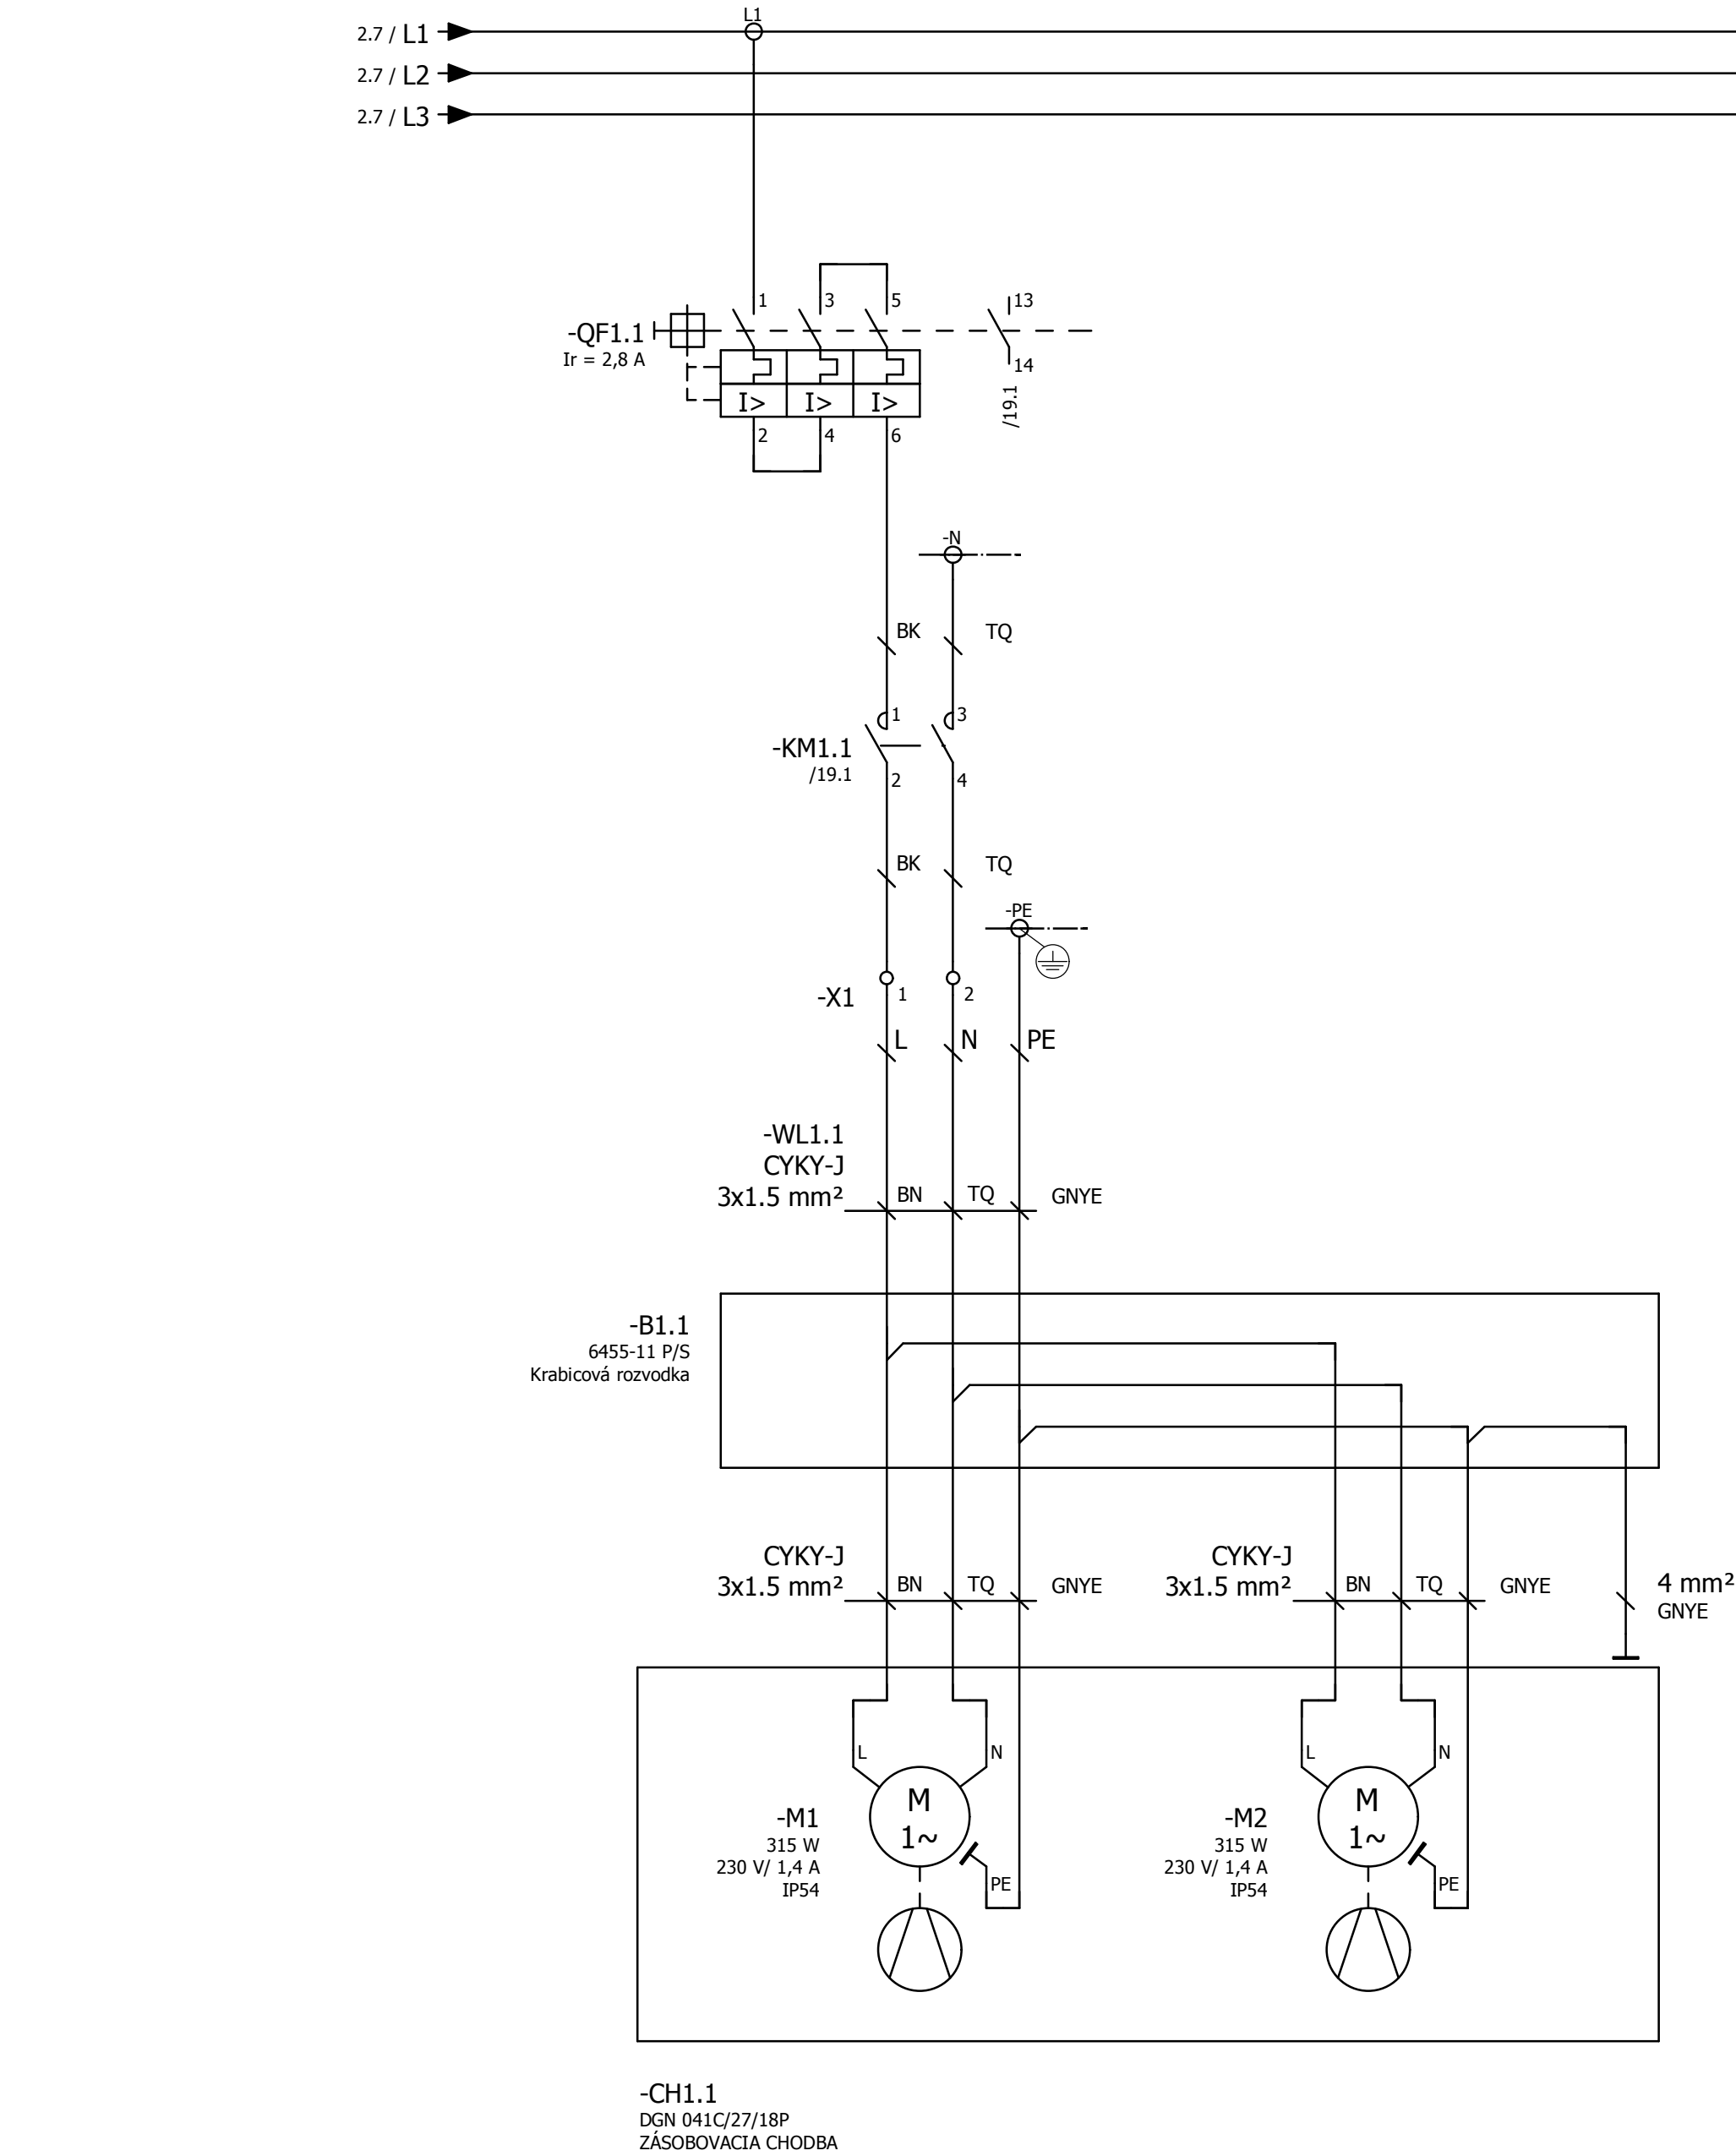 L1
2.7 / L1
2.7 / L2
2.7 / L3
1 3 5 13
-QF1.1
Ir = 2,8 A
14
I> I> I>
/19.1
2 4 6
-N
BK TQ
1 3
-KM1.1
/19.1
2 4
BK TQ
-PE
-X1 1 2
L N PE
-WL1.1
CYKY-J
3x1.5 mm² BN TQ GNYE
-B1.1
6455-11 P/S
Krabicová rozvodka
CYKY-J CYKY-J
3x1.5 mm² BN TQ GNYE 3x1.5 mm² BN TQ GNYE 4 mm²
GNYE
L N L N
M M
1~ 1~
-M1 -M2
315 W 315 W
230 V/ 1,4 A 230 V/ 1,4 A
IP54 PE IP54 PE
-CH1.1
DGN 041C/27/18P
ZÁSOBOVACIA CHODBA